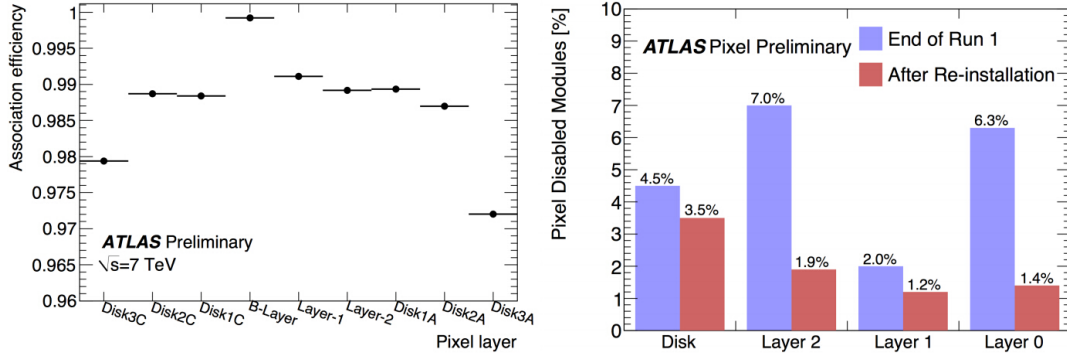 Association efficiency
1
0.995
0.99
0.985
0.98
0.975
0.97
0.965
0.96
ATLAS Preliminary
√s=7 TeV
Disk3C
Disk2C
Disk1C
B-Layer
Layer-1
Layer-2
Disk1A
Disk2A
Disk3A
Pixel layer
Pixel Disabled Modules [%]
10
9
8
7
6
5
4
3
2
1
0
ATLAS Pixel Preliminary
End of Run 1
After Re-installation
4.5%
3.5%
7.0%
1.9%
2.0%
1.2%
6.3%
1.4%
Disk
Layer 2
Layer 1
Layer 0